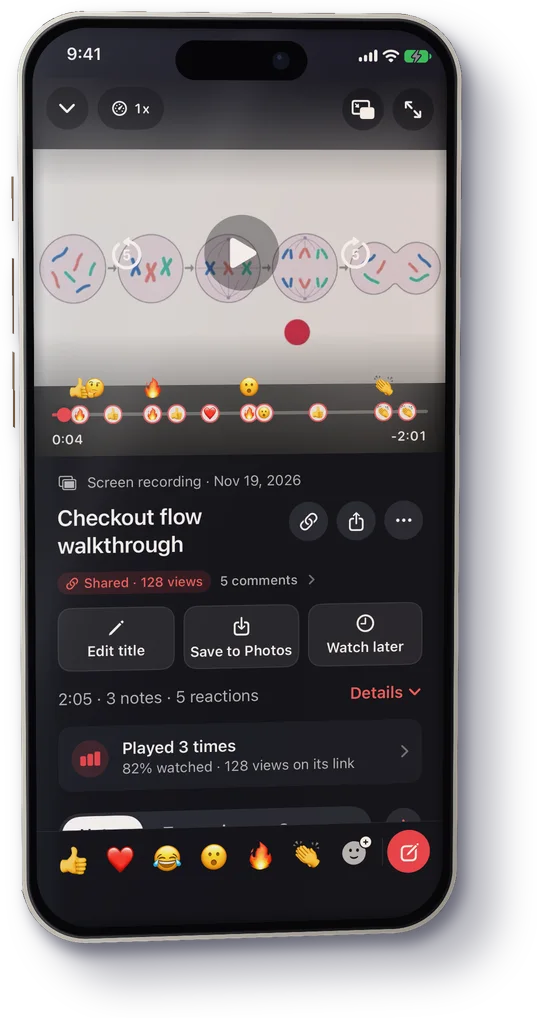 9:41
1x
5
5
0:04
-2:01
Screen recording · Nov 19, 2026
Checkout flow
walkthrough
Shared · 128 views
5 comments
Edit title
Save to Photos
Watch later
2:05 · 3 notes · 5 reactions
Details
Played 3 times
82% watched · 128 views on its link